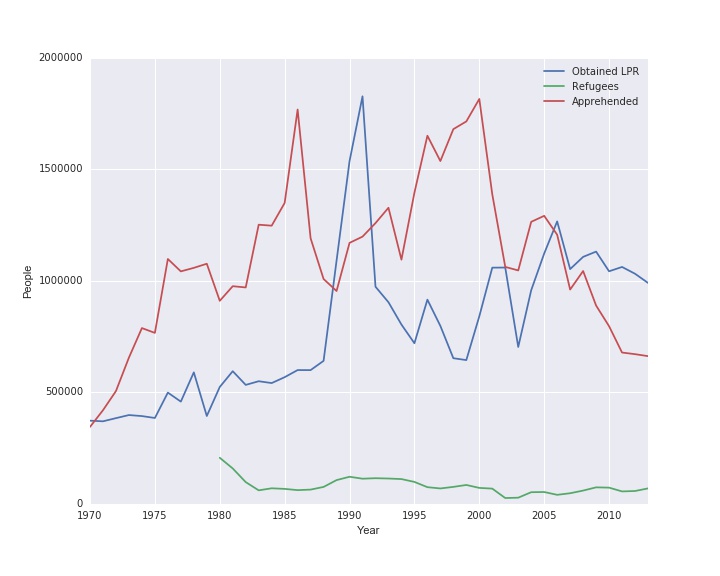 2000000
1500000
1000000
500000
0
People
1970 1975 1980 1985 1990 1995 2000 2005 2010
Year
Obtained LPR
Refugees
Apprehended